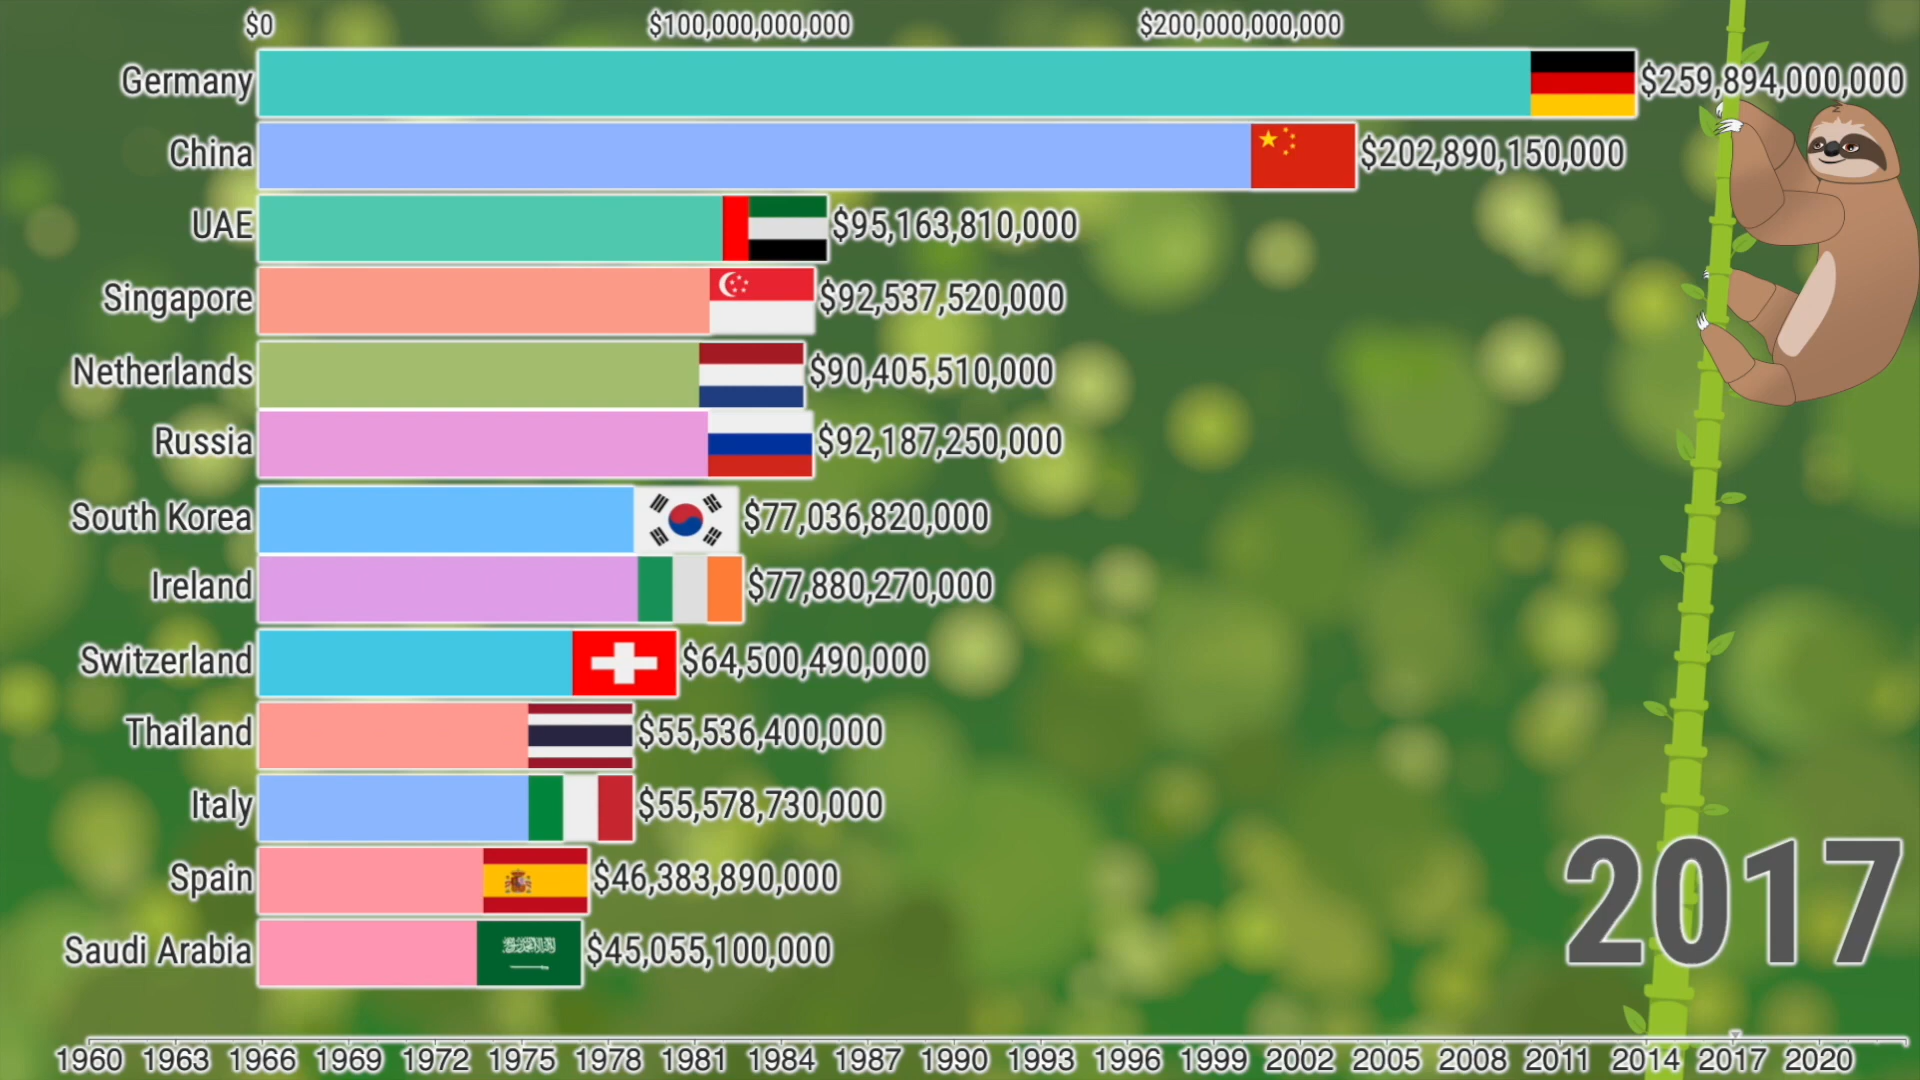 $0 $100,000,000,000 $200,000,000,000
Germany $259,894,000,000
China $202,890,150,000
UAE $95,163,810,000
Singapore $92,537,520,000
Netherlands $90,405,510,000
Russia $92,187,250,000
South Korea $77,036,820,000
Ireland $77,880,270,000
Switzerland $64,500,490,000
Thailand $55,536,400,000
Italy $55,578,730,000
Spain $46,383,890,000
Saudi Arabia $45,055,100,000
2017
1960 1963 1966 1969 1972 1975 1978 1981 1984 1987 1990 1993 1996 1999 2002 2005 2008 2011 2014 2017 2020